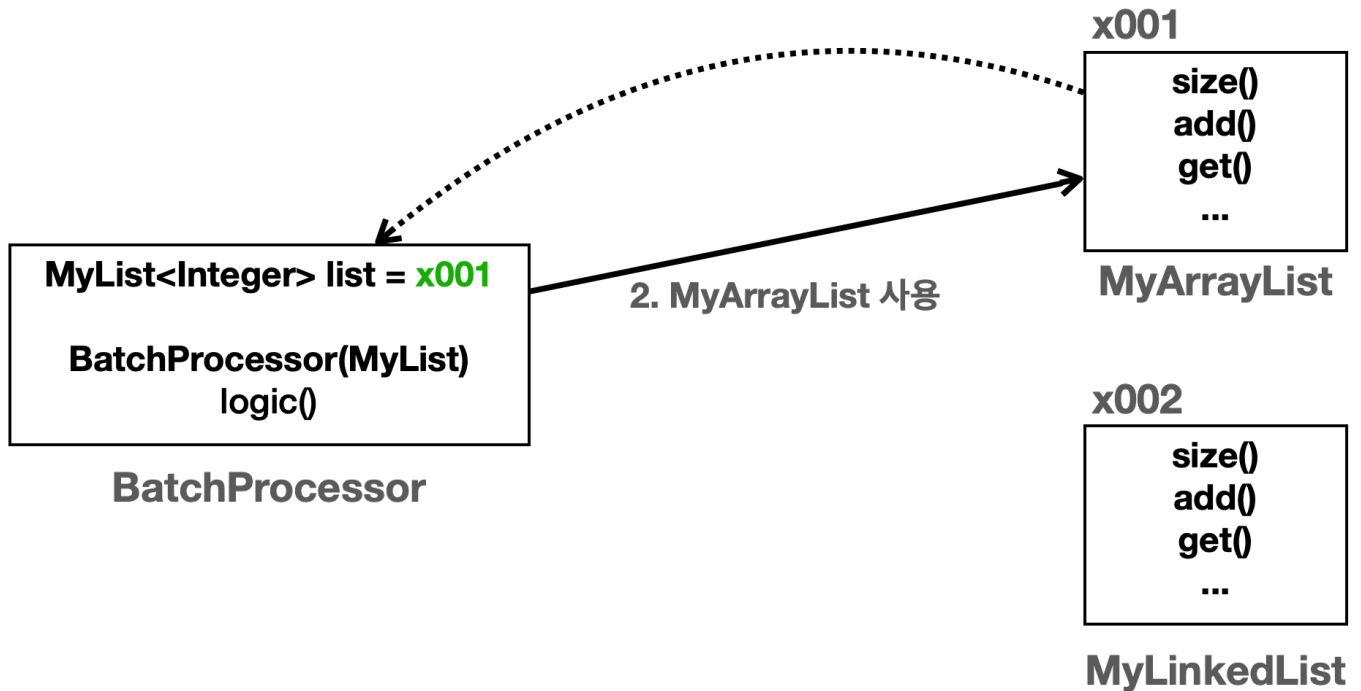 MyList<Integer> list = x001
BatchProcessor(MyList)
logic()
BatchProcessor
2. MyArrayList 사용
x001
size()
add()
get()
...
MyArrayList
x002
size()
add()
get()
...
MyLinkedList